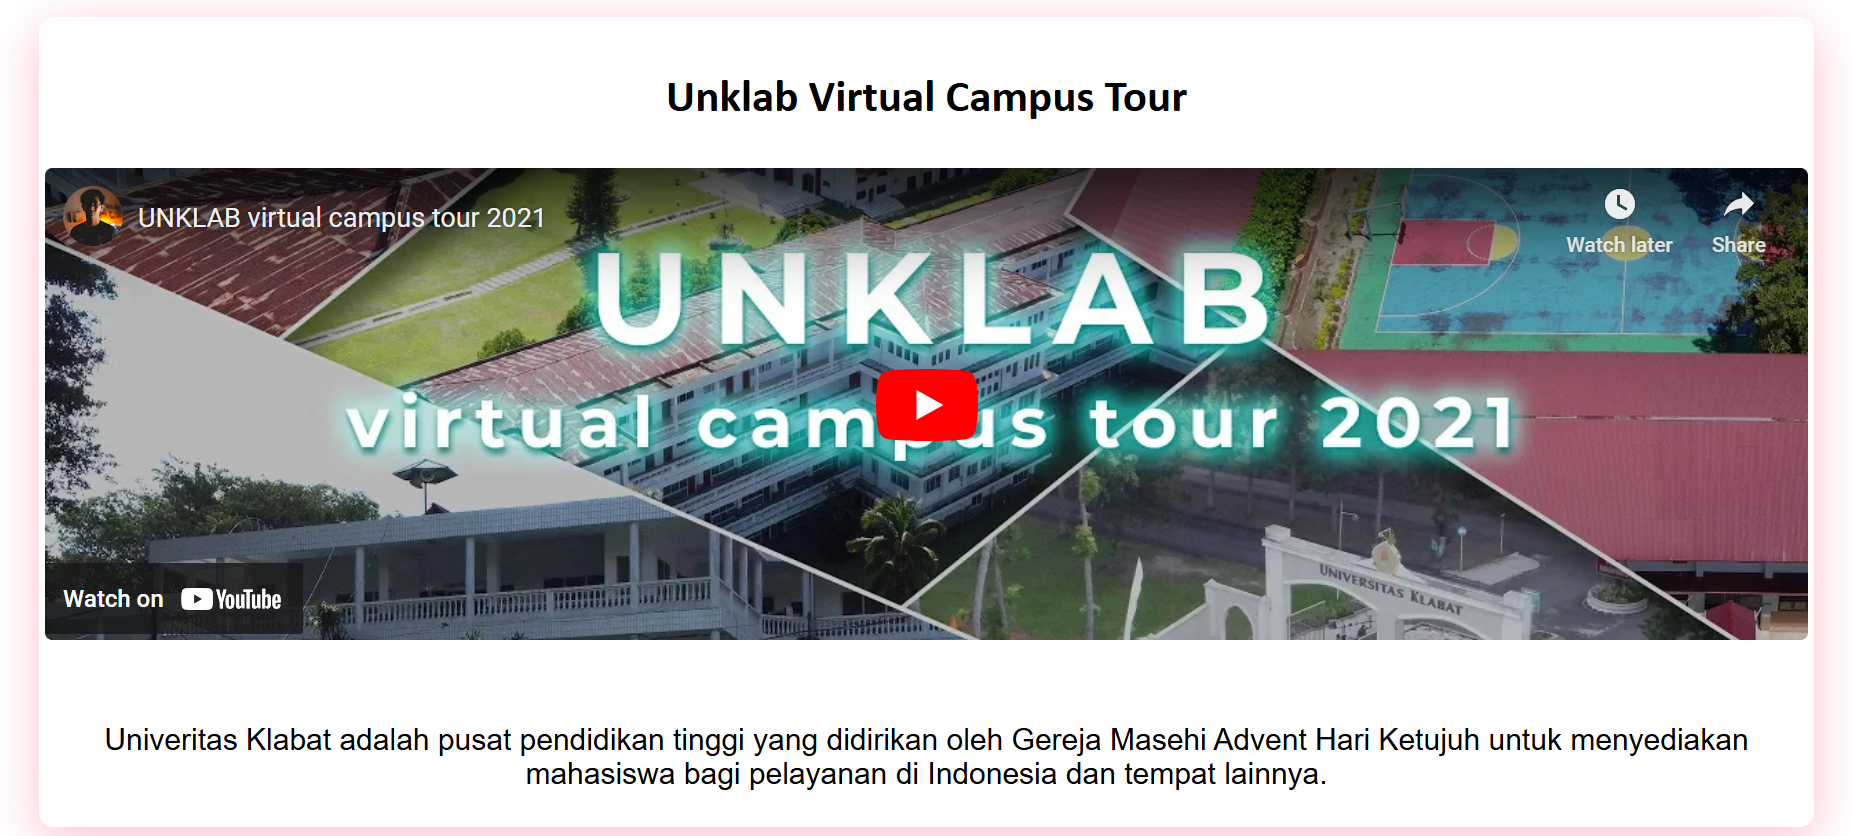 Unklab Virtual Campus Tour
UNKLAB virtual campus tour 2021
Watch later
Share
UNKLAB
virtual campus tour 2021
UNIVERSITAS KLABAT
Watch on YouTube
Univeritas Klabat adalah pusat pendidikan tinggi yang didirikan oleh Gereja Masehi Advent Hari Ketujuh untuk menyediakan
mahasiswa bagi pelayanan di Indonesia dan tempat lainnya.